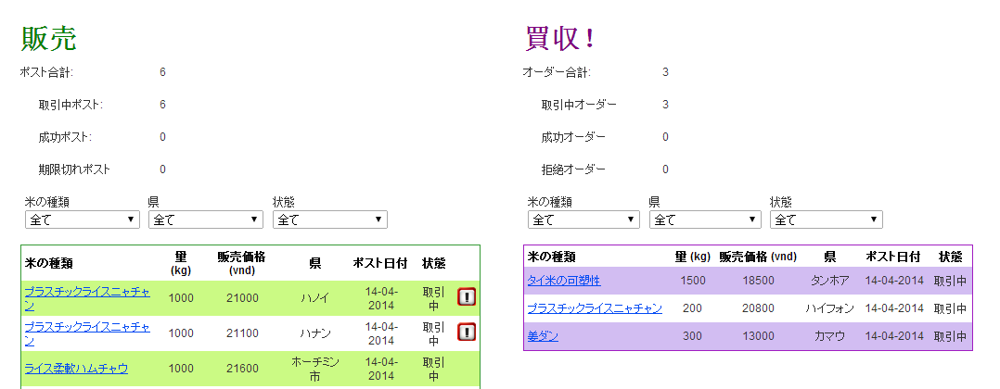 販売
ポスト合計: 6
取引中ポスト: 6
成功ポスト: 0
期限切れポスト 0
米の種類 県 状態
全て 全て 全て
米の種類 量 (kg) 販売価格 (vnd) 県 ポスト日付 状態
プラスチックライスニャチャン 1000 21000 ハノイ 14-04-2014 取引中
プラスチックライスニャチャン 1000 21100 ハナン 14-04-2014 取引中
ライス柔軟ハムチャウ 1000 21600 ホーチミン市 14-04-2014 取引中
買収!
オーダー合計: 3
取引中オーダー 3
成功オーダー 0
拒絶オーダー 0
米の種類 県 状態
全て 全て 全て
米の種類 量 (kg) 販売価格 (vnd) 県 ポスト日付 状態
タイ米の可塑性 1500 18500 タンホア 14-04-2014 取引中
プラスチックライスニャチャン 200 20800 ハイフォン 14-04-2014 取引中
姜ダン 300 13000 カマウ 14-04-2014 取引中